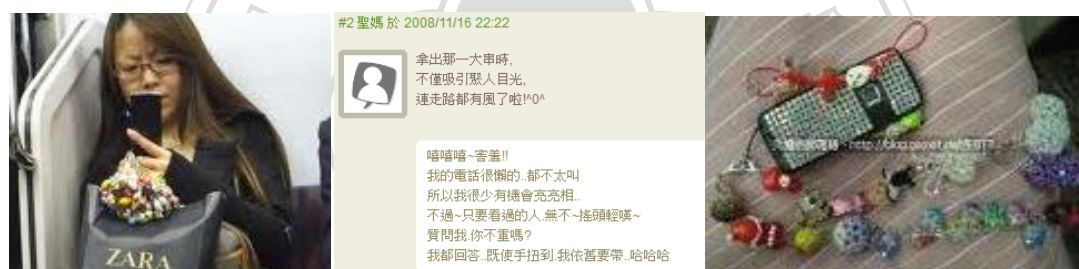 ZARA
#2 聖媽 於 2008/11/16 22:22
拿出那一大串時,
不僅吸引眾人目光,
連走路都有風了啦!^0^
嘻嘻嘻~害羞!!
我的電話很懶的..都不太叫
所以我很少有機會亮亮相..
不過~只要看過的人.無不~搖頭輕嘆~
質問我.你不重嗎?
我都回答..既使手扭到.我依舊要帶..哈哈哈